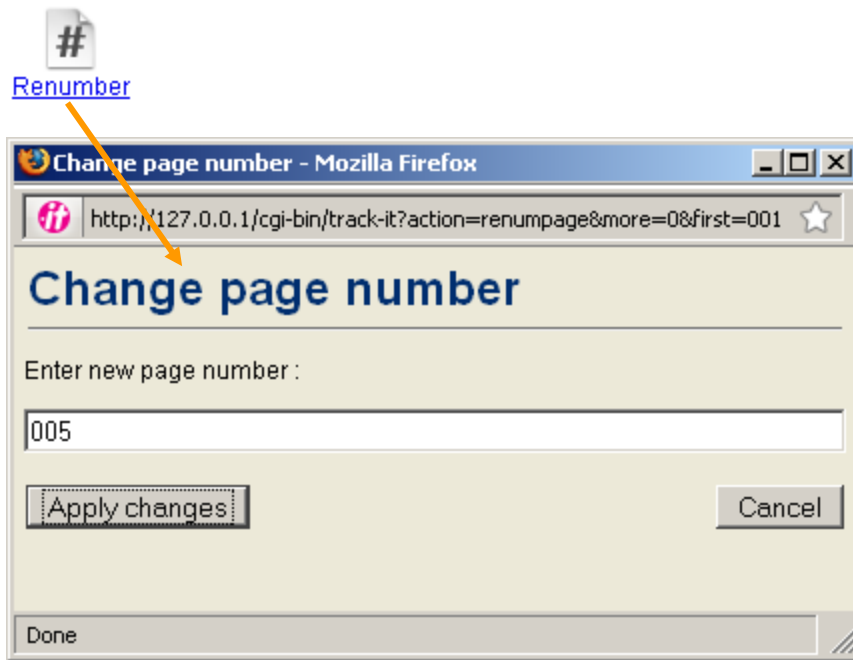 #
Renumber
Change page number - Mozilla Firefox
it http://127.0.0.1/cgi-bin/track-it?action=renumpage&more=0&first=001
Change page number
Enter new page number :
005
Apply changes Cancel
Done